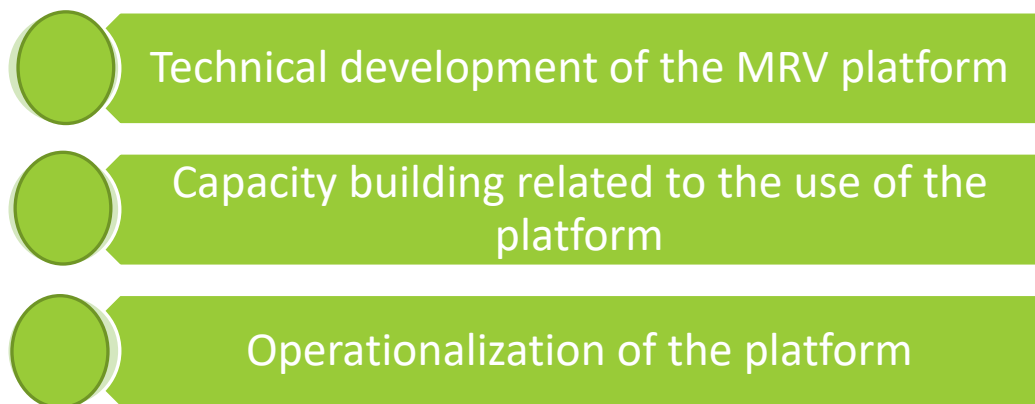 Technical development of the MRV platform
Capacity building related to the use of the
platform
Operationalization of the platform